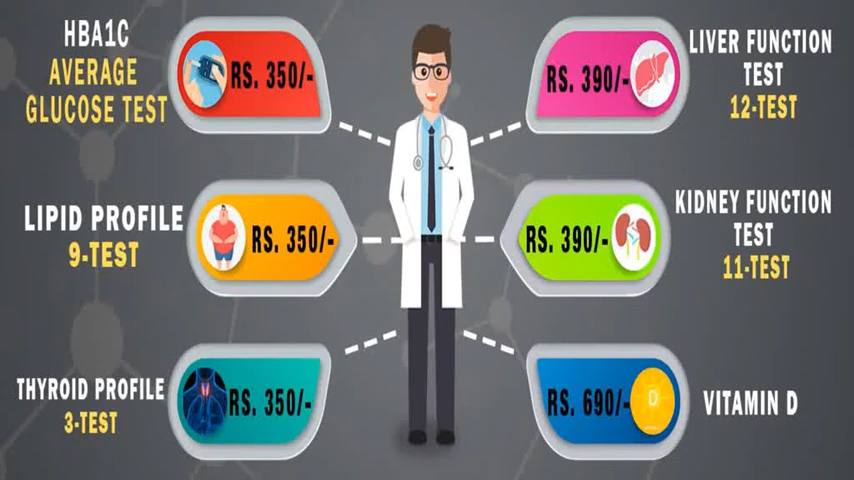 HBA1C
AVERAGE
GLUCOSE TEST
RS. 350/-
LIPID PROFILE
9-TEST
RS. 350/-
THYROID PROFILE
3-TEST
RS. 350/-
RS. 390/-
LIVER FUNCTION
TEST
12-TEST
RS. 390/-
KIDNEY FUNCTION
TEST
11-TEST
RS. 690/-
D
VITAMIN D